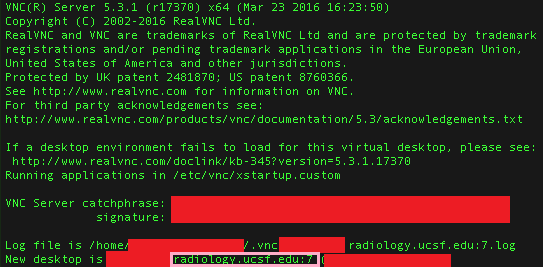 VNC(R) Server 5.3.1 (r17370) x64 (Mar 23 2016 16:23:50)
Copyright (C) 2002-2016 RealVNC Ltd.
RealVNC and VNC are trademarks of RealVNC Ltd and are protected by trademark
registrations and/or pending trademark applications in the European Union,
United States of America and other jurisdictions.
Protected by UK patent 2481870; US patent 8760366.
See http://www.realvnc.com for information on VNC.
For third party acknowledgements see:
http://www.realvnc.com/products/vnc/documentation/5.3/acknowledgements.txt
If a desktop environment fails to load for this virtual desktop, please see:
http://www.realvnc.com/doclink/kb-345?version=5.3.1.17370
Running applications in /etc/vnc/xstartup.custom
VNC Server catchphrase:
signature:
Log file is /home/ /.vnc radiology.ucsf.edu:7.log
New desktop is radiology.ucsf.edu:7 (